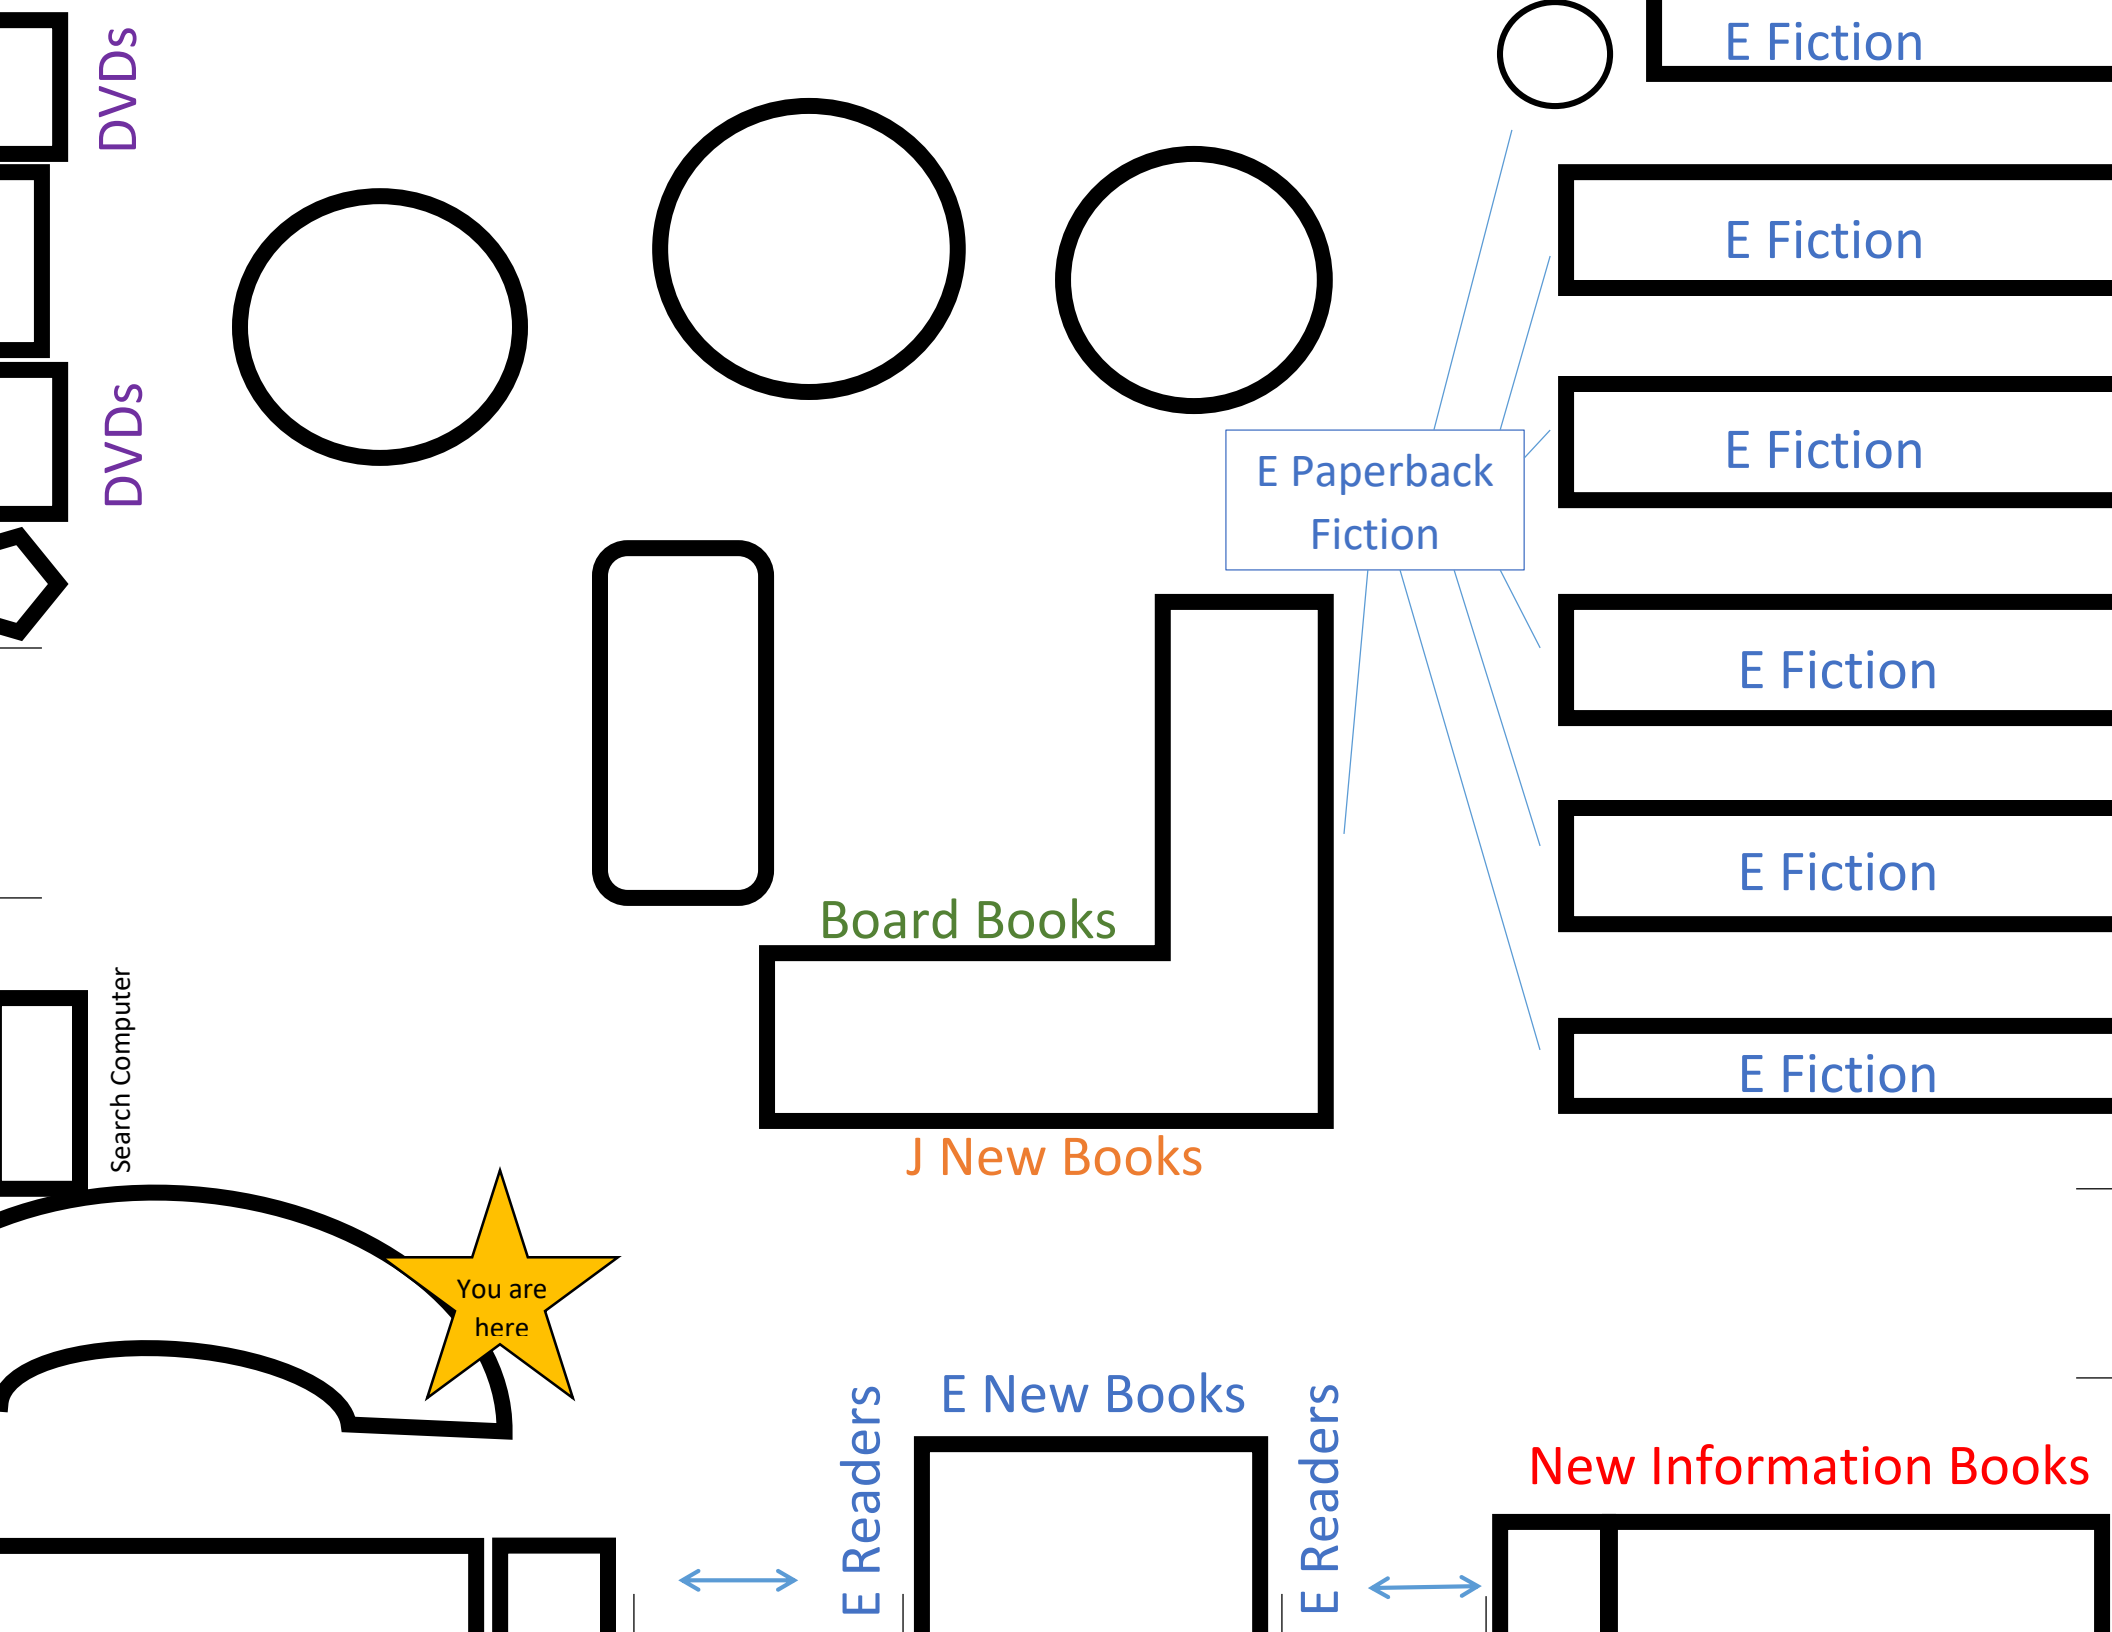 DVDs
E Fiction
E Fiction
DVDs
E Fiction
E Paperback
Fiction
E Fiction
E Fiction
Board Books
Search Computer
E Fiction
J New Books
You are
here
E New Books
E Readers
E Readers
New Information Books